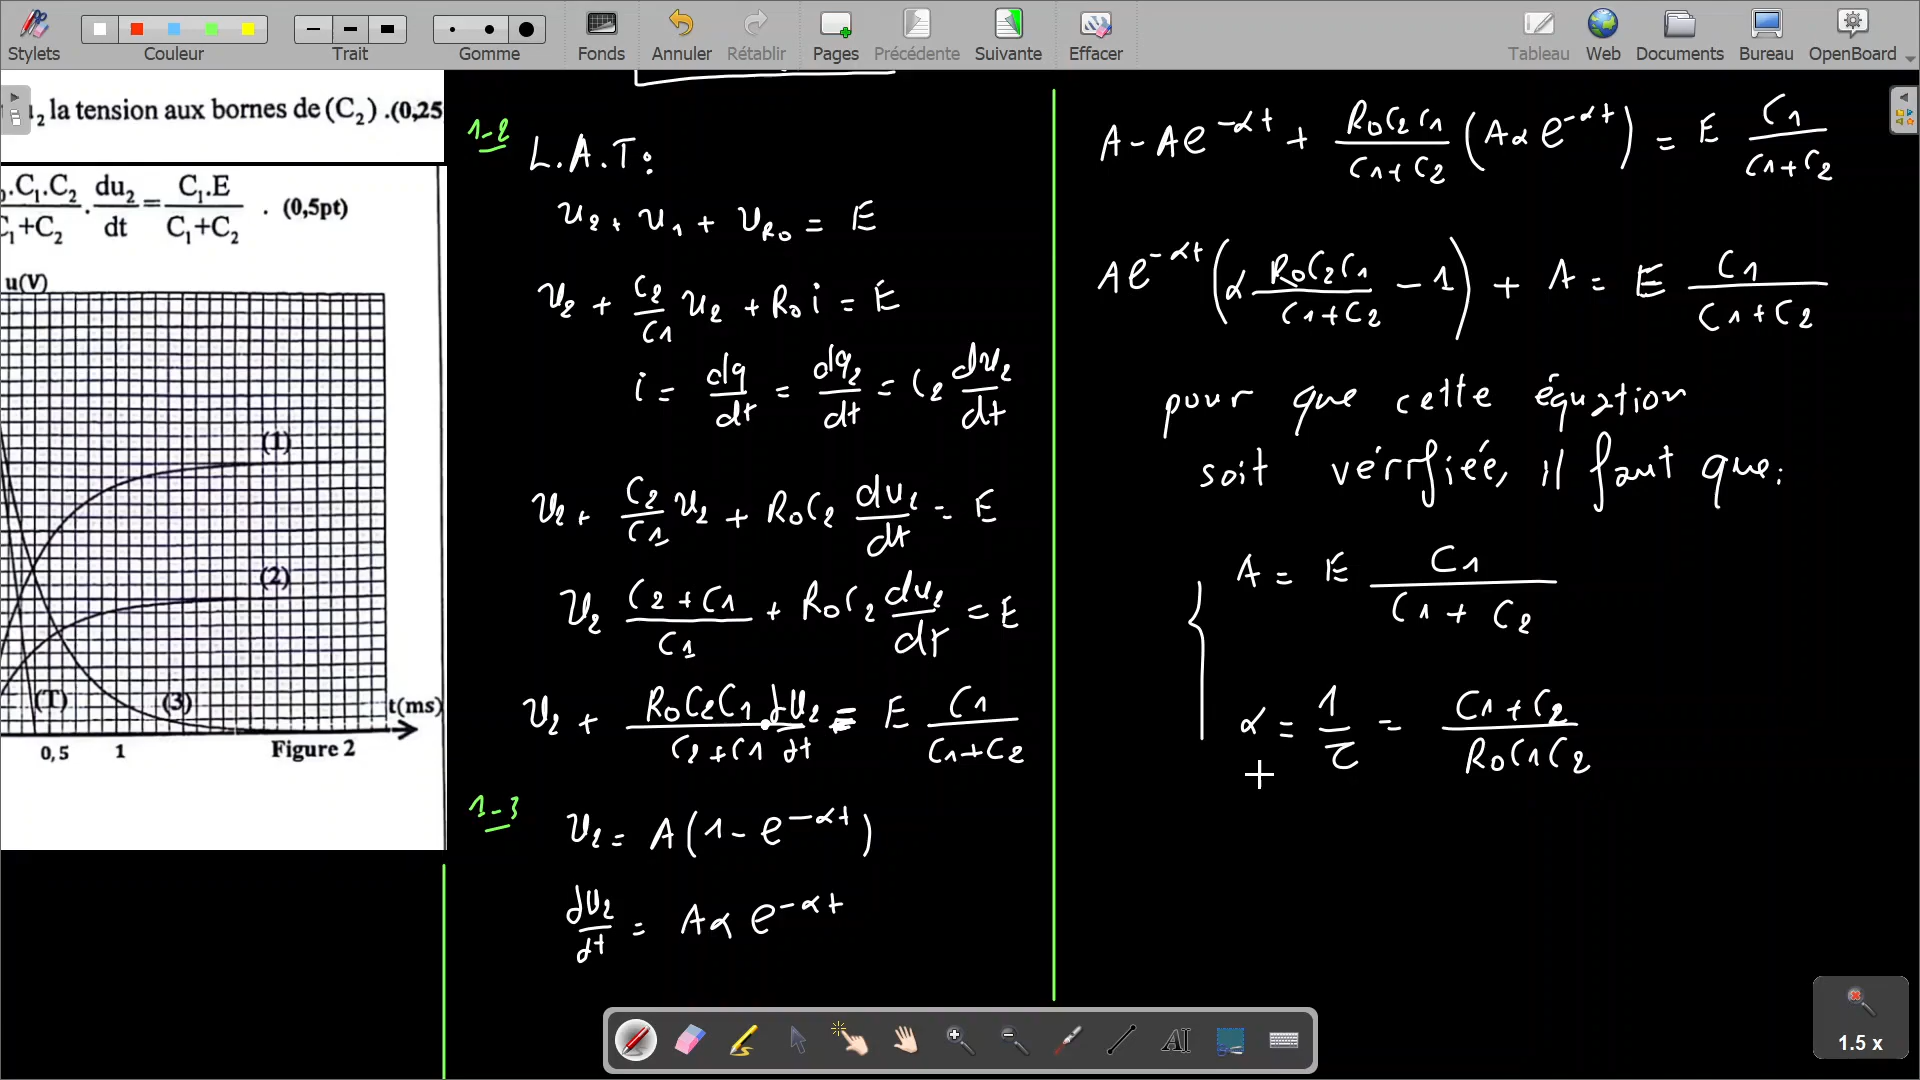 Stylets
Couleur
Trait
Gomme
Fonds
Annuler
Rétablir
Pages
Précédente
Suivante
Effacer
Tableau
Web
Documents
Bureau
OpenBoard
₂ la tension aux bornes de (C₂) .(0,25
.C₁.C₂ / C₁+C₂ . du₂/dt = C₁.E / C₁+C₂ . (0,5pt)
u(V)
(1)
(2)
(T)
(3)
t(ms)
0,5
1
Figure 2
1-2
L.A.T:
u₂ + u₁ + U_R₀ = E
u₂ + C₂/C₁ u₂ + R₀ i = E
i = dq/dt = dq₂/dt = C₂ du₂/dt
u₂ + C₂/C₁ u₂ + R₀C₂ du₂/dt = E
u₂ (C₂+C₁)/C₁ + R₀C₂ du₂/dt = E
u₂ + R₀C₂C₁/(C₂+C₁) . du₂/dt = E C₁/(C₁+C₂)
1-3
u₂ = A(1 - e^(-αt))
du₂/dt = Aα e^(-αt)
A - Ae^(-αt) + R₀C₂C₁/(C₁+C₂) (Aα e^(-αt)) = E C₁/(C₁+C₂)
Ae^(-αt) (α R₀C₂C₁/(C₁+C₂) - 1) + A = E C₁/(C₁+C₂)
pour que cette équation
soit vérifiée, il faut que:
A = E C₁/(C₁+C₂)
α = 1/τ = (C₁+C₂)/(R₀C₁C₂)
1.5 x